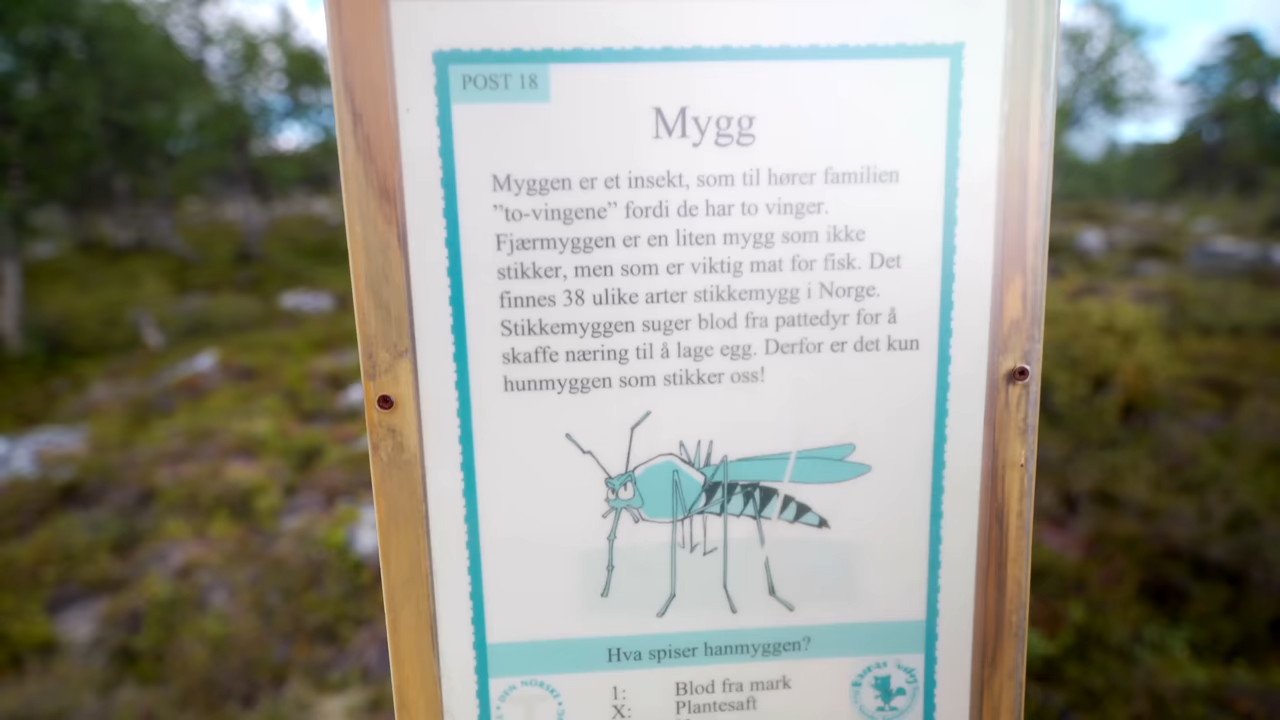 POST 18
Mygg
Myggen er et insekt, som til hører familien
”to-vingene” fordi de har to vinger.
Fjærmyggen er en liten mygg som ikke
stikker, men som er viktig mat for fisk. Det
finnes 38 ulike arter stikkemygg i Norge.
Stikkemyggen suger blod fra pattedyr for å
skaffe næring til å lage egg. Derfor er det kun
hunmyggen som stikker oss!
Hva spiser hanmyggen?
1: Blod fra mark
X: Plantesaft
DEN NORSKE